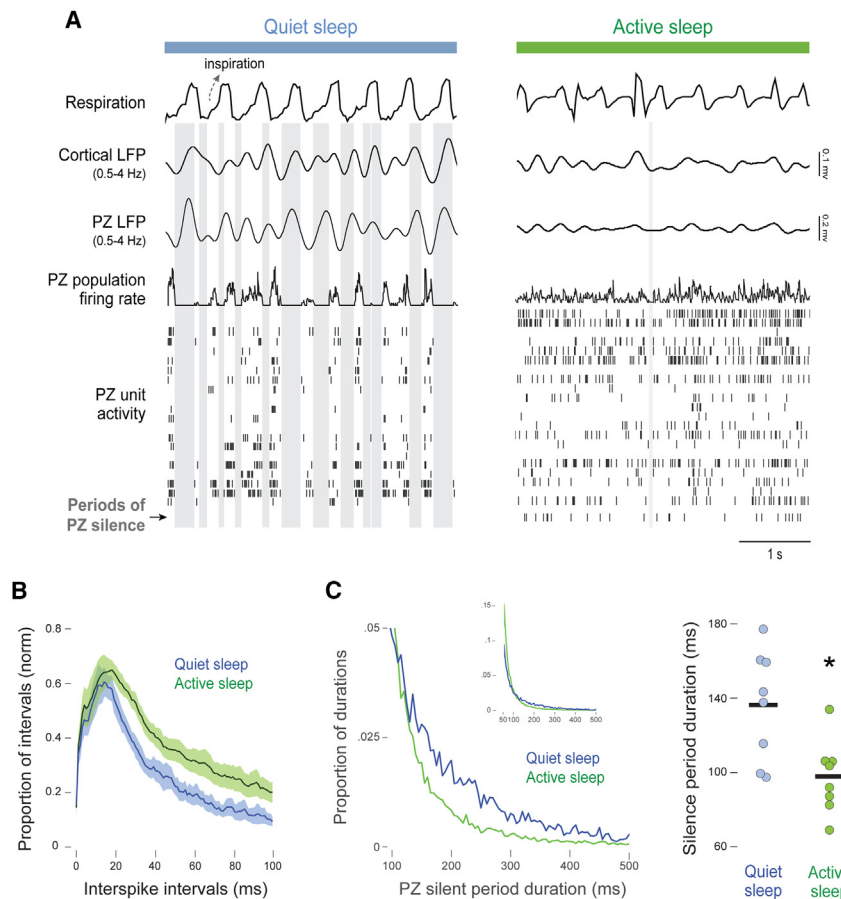 A
Quiet sleep
Active sleep
inspiration
Respiration
Cortical LFP
(0.5-4 Hz)
0.1 mv
PZ LFP
(0.5-4 Hz)
0.2 mv
PZ population
firing rate
PZ unit
activity
Periods of
PZ silence
1 s
B
Proportion of intervals (norm)
0.8
0.6
0.4
0.2
0
Quiet sleep
Active sleep
0 20 40 60 80 100
Interspike intervals (ms)
C
Proportion of durations
.05
.025
0
.15
.1
.05
0
50 100 200 300 400 500
Quiet sleep
Active sleep
100 200 300 400 500
PZ silent period duration (ms)
Silence period duration (ms)
180
140
100
60
*
Quiet
sleep
Active
sleep